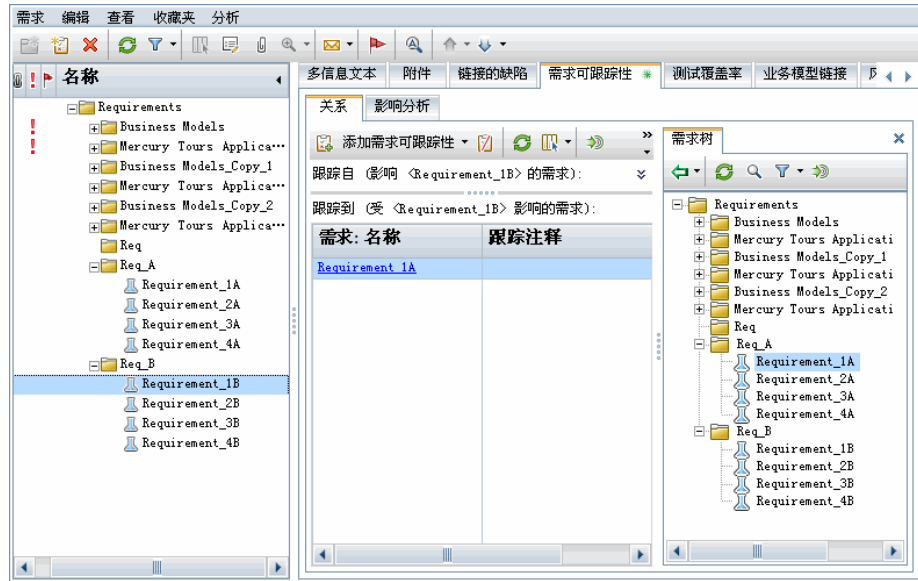 需求 编辑 查看 收藏夹 分析
名称
Requirements
Business Models
Mercury Tours Applica…
Business Models_Copy_1
Mercury Tours Applica…
Business Models_Copy_2
Mercury Tours Applica…
Req
Req_A
Requirement_1A
Requirement_2A
Requirement_3A
Requirement_4A
Req_B
Requirement_1B
Requirement_2B
Requirement_3B
Requirement_4B
多信息文本 附件 链接的缺陷 需求可跟踪性 * 测试覆盖率 业务模型链接
关系 影响分析
添加需求可跟踪性
跟踪自 (影响 <Requirement_1B> 的需求):
跟踪到 (受 <Requirement_1B> 影响的需求):
需求: 名称 跟踪注释
Requirement 1A
需求树
Requirements
Business Models
Mercury Tours Applicati
Business Models_Copy_1
Mercury Tours Applicati
Business Models_Copy_2
Mercury Tours Applicati
Req
Req_A
Requirement_1A
Requirement_2A
Requirement_3A
Requirement_4A
Req_B
Requirement_1B
Requirement_2B
Requirement_3B
Requirement_4B